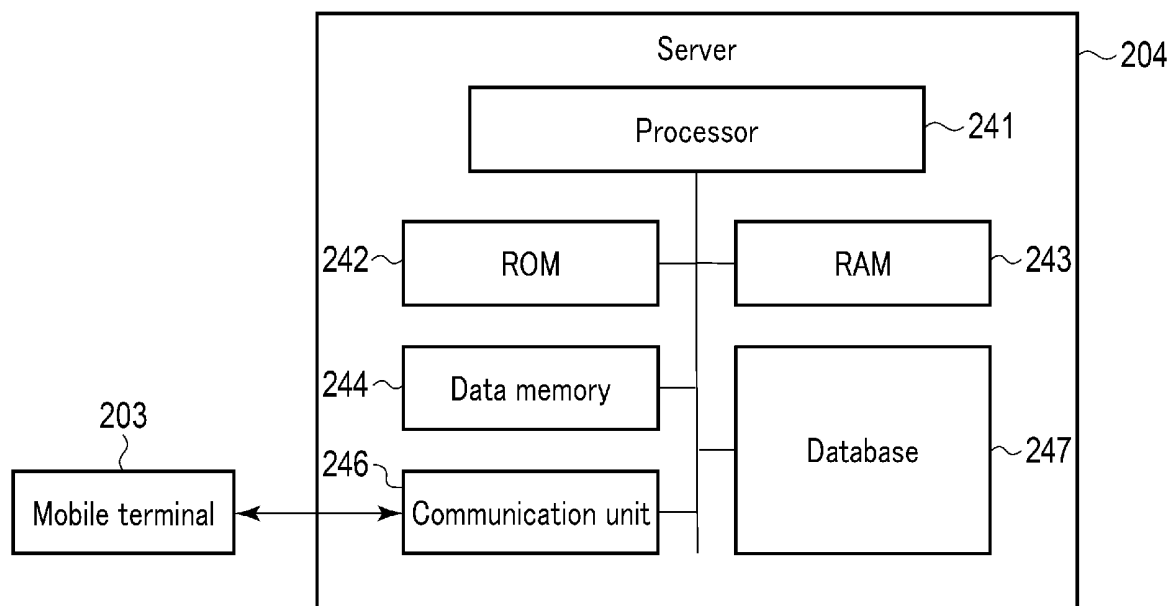 Server
204
Processor
241
242
ROM
RAM
243
244
Data memory
203
246
Database
247
Mobile terminal
Communication unit